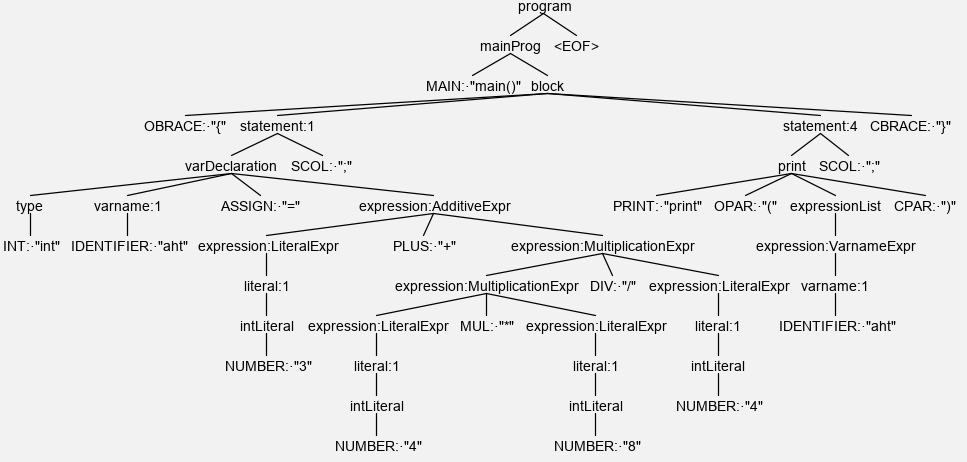 program
mainProg <EOF>
MAIN:·"main()" block
OBRACE:·"{" statement:1 statement:4 CBRACE:·"}"
varDeclaration SCOL:·";" print SCOL:·";"
type varname:1 ASSIGN:·"=" expression:AdditiveExpr PRINT:·"print" OPAR:·"(" expressionList CPAR:·")"
INT:·"int" IDENTIFIER:·"aht" expression:LiteralExpr PLUS:·"+" expression:MultiplicationExpr expression:VarnameExpr
literal:1 expression:MultiplicationExpr DIV:·"/" expression:LiteralExpr varname:1
intLiteral expression:LiteralExpr MUL:·"*" expression:LiteralExpr literal:1 IDENTIFIER:·"aht"
NUMBER:·"3" literal:1 literal:1 intLiteral
intLiteral intLiteral NUMBER:·"4"
NUMBER:·"4" NUMBER:·"8"